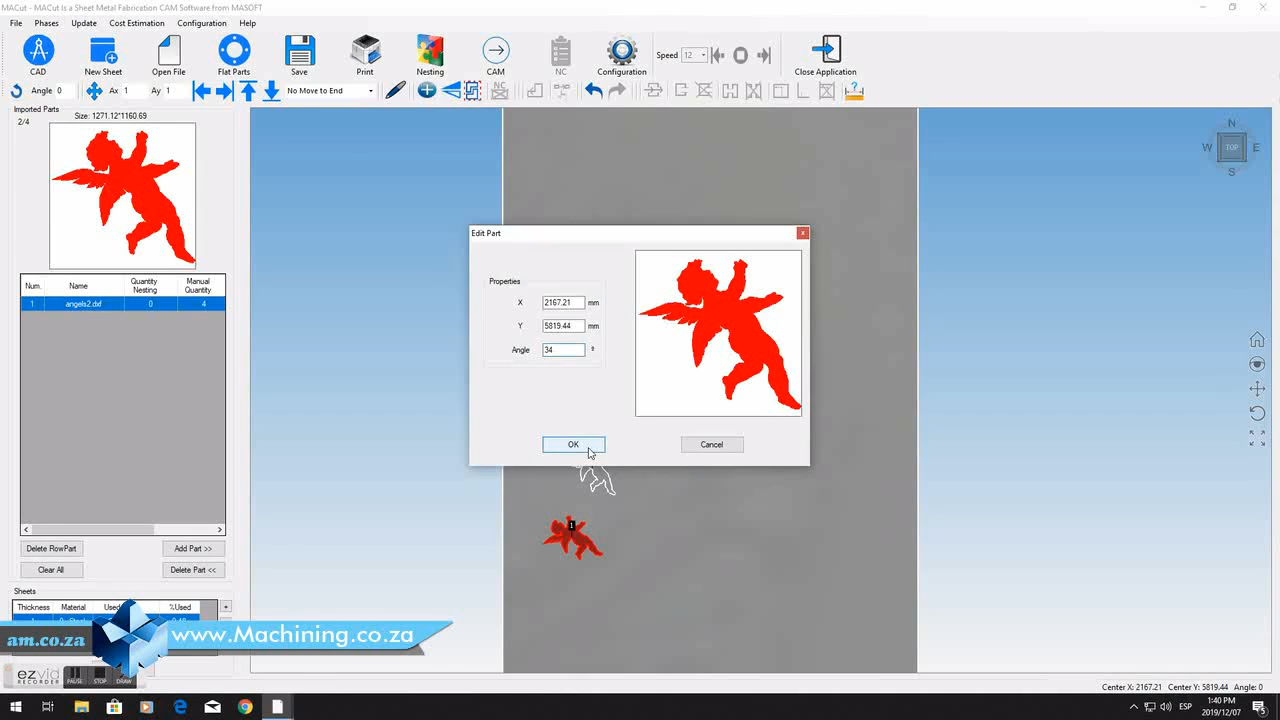 MACut - MACut Is a Sheet Metal Fabrication CAM Software from MASOFT
File Phases Update Cost Estimation Configuration Help
CAD New Sheet Open File Flat Parts Save Print Nesting CAM NC Configuration Speed 12 Close Application
Angle 0 Ax 1 Ay 1 No Move to End NC
Imported Parts
2/4 Size: 1271.12*1160.69
N
W TOP E
S
Edit Part
Properties
X 2167.21 mm
Y 5819.44 mm
Angle 34 º
OK Cancel
Num. Name Quantity Nesting Manual Quantity
1 angels2.dxf 0 4
1
Delete RowPart Add Part >>
Clear All Delete Part <<
Sheets
Thickness Material Used %Used +
am.co.za www.Machining.co.za
ezvid
RECORDER PAUSE STOP DRAW
Center X: 2167.21 Center Y: 5819.44 Angle: 0
ESP 1:40 PM
2019/12/07